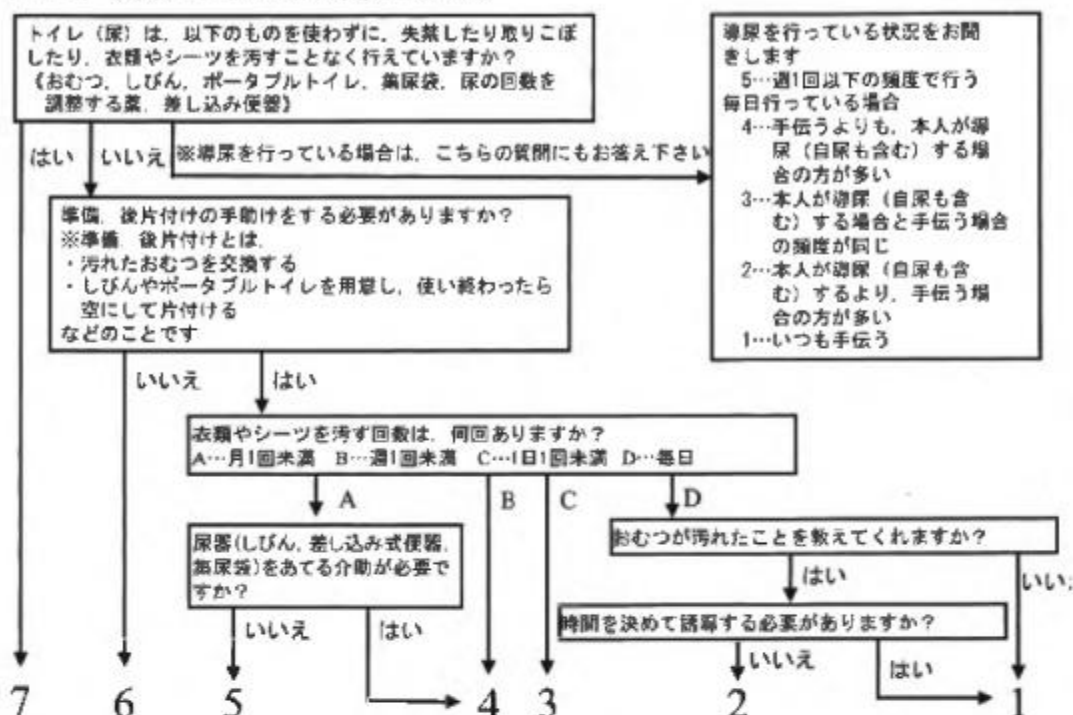 トイレ（尿）は，以下のものを使わずに，失禁したり取りこぼ
したり，衣類やシーツを汚すことなく行えていますか？
《おむつ，しびん，ポータブルトイレ，集尿袋，尿の回数を
調整する薬，差し込み便器》
導尿を行っている状況をお聞
きします
5…週1回以下の頻度で行う
毎日行っている場合
4…手伝うよりも，本人が導
尿（自尿も含む）する場
合の方が多い
3…本人が導尿（自尿も含
む）する場合と手伝う場合
の頻度が同じ
2…本人が導尿（自尿も含
む）するより，手伝う場
合の方が多い
1…いつも手伝う
はい
いいえ
※導尿を行っている場合は，こちらの質問にもお答え下さい
準備，後片付けの手助けをする必要がありますか？
※準備，後片付けとは，
・汚れたおむつを交換する
・しびんやポータブルトイレを用意し，使い終わったら
空にして片付ける
などのことです
いいえ
はい
衣類やシーツを汚す回数は，何回ありますか？
A…月1回未満 B…週1回未満 C…1日1回未満 D…毎日
A
B
C
D
尿器(しびん，差し込み式便器，
集尿袋)をあてる介助が必要で
すか？
おむつが汚れたことを教えてくれますか？
はい
いいえ
時間を決めて誘導する必要がありますか？
いいえ
はい
いいえ
はい
7
6
5
4
3
2
1